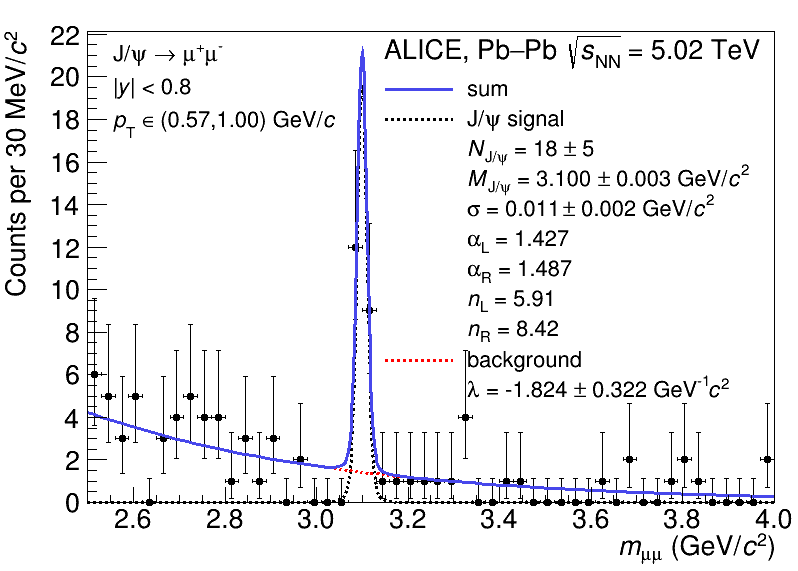 Counts per 30 MeV/c²
22
20
18
16
14
12
10
8
6
4
2
0
J/ψ → μ⁺μ⁻
|y| < 0.8
p_T ∈ (0.57,1.00) GeV/c
ALICE, Pb–Pb √s_NN = 5.02 TeV
sum
J/ψ signal
N_J/ψ = 18 ± 5
M_J/ψ = 3.100 ± 0.003 GeV/c²
σ = 0.011 ± 0.002 GeV/c²
α_L = 1.427
α_R = 1.487
n_L = 5.91
n_R = 8.42
background
λ = -1.824 ± 0.322 GeV⁻¹c²
2.6 2.8 3.0 3.2 3.4 3.6 3.8 4.0
m_μμ (GeV/c²)